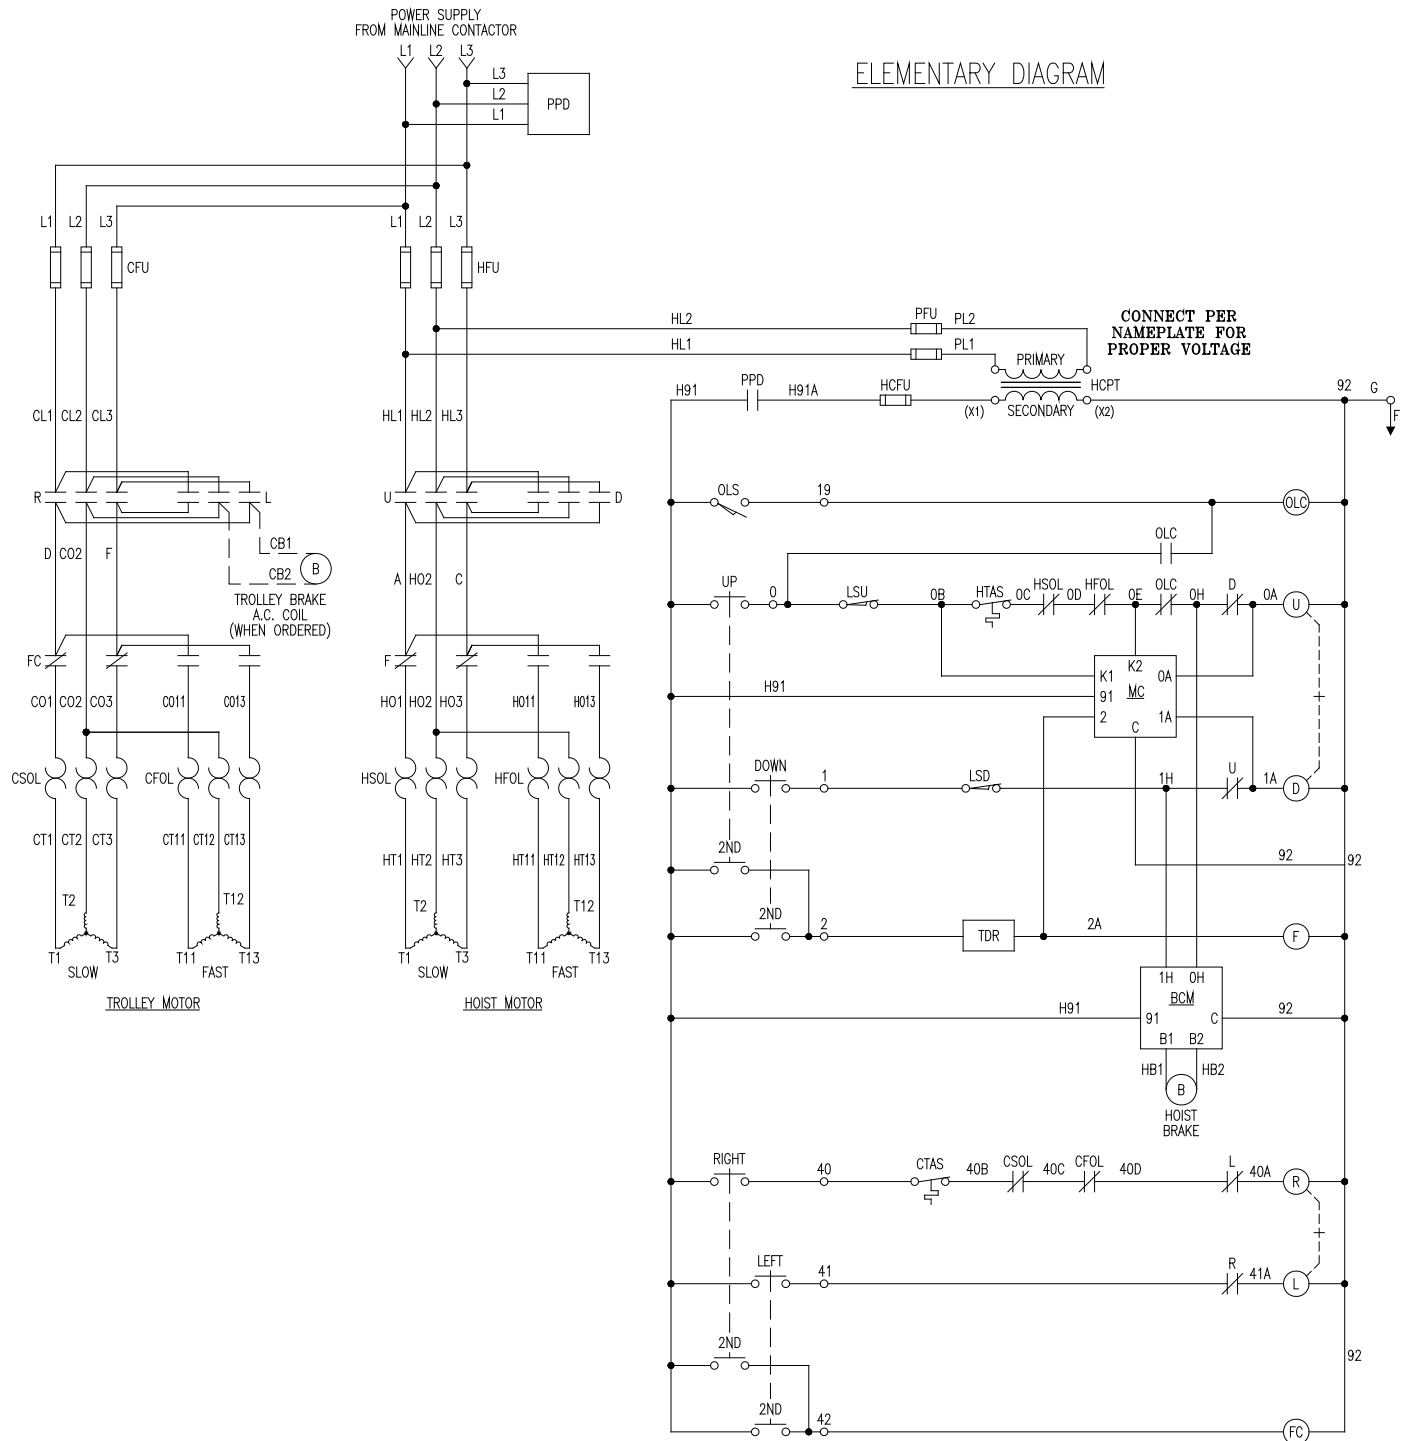 POWER SUPPLY
FROM MAINLINE CONTACTOR
L1 L2 L3
ELEMENTARY DIAGRAM
L3
L2
L1
PPD
L1 L2 L3
L1 L2 L3
CFU
HFU
HL2
PFU
PL2
HL1
PL1
CONNECT PER
NAMEPLATE FOR
PROPER VOLTAGE
PRIMARY
HCPT
(X1)
SECONDARY
(X2)
H91
PPD
H91A
HCFU
92
G
F
CL1 CL2 CL3
HL1 HL2 HL3
R
L
U
D
OLS
19
OLC
OLC
D CO2 F
CB1
CB2
B
TROLLEY BRAKE
A.C. COIL
(WHEN ORDERED)
A HO2 C
UP
0
LSU
0B
HTAS
0C
HSOL
0D
HFOL
0E
OLC
0H
D
0A
U
FC
F
K1
K2
0A
91
MC
2
1A
C
H91
CO1 CO2 CO3
CO11
CO13
HO1 HO2 HO3
HO11
HO13
CSOL
CFOL
HSOL
HFOL
DOWN
1
LSD
1H
U
1A
D
CT1 CT2 CT3
CT11 CT12 CT13
HT1 HT2 HT3
HT11 HT12 HT13
2ND
92
92
T2
T12
T2
T12
2ND
2
TDR
2A
F
T1 T3
T11 T13
T1 T3
T11 T13
SLOW
FAST
SLOW
FAST
TROLLEY MOTOR
HOIST MOTOR
1H 0H
BCM
91
C
B1 B2
H91
92
HB1
HB2
B
HOIST
BRAKE
RIGHT
40
CTAS
40B
CSOL
40C
CFOL
40D
L
40A
R
LEFT
41
R
41A
L
2ND
92
2ND
42
FC